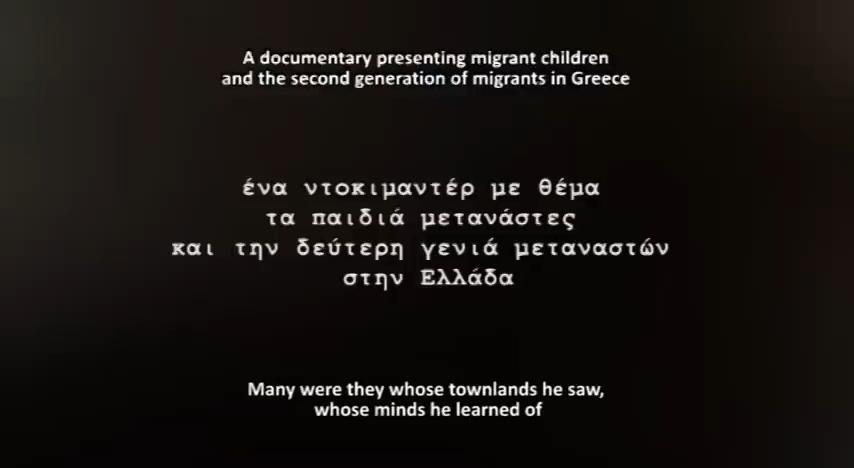 A documentary presenting migrant children
and the second generation of migrants in Greece
ένα ντοκιμαντέρ με θέμα
τα παιδιά μετανάστες
και την δεύτερη γενιά μεταναστών
στην Ελλάδα
Many were they whose townlands he saw,
whose minds he learned of